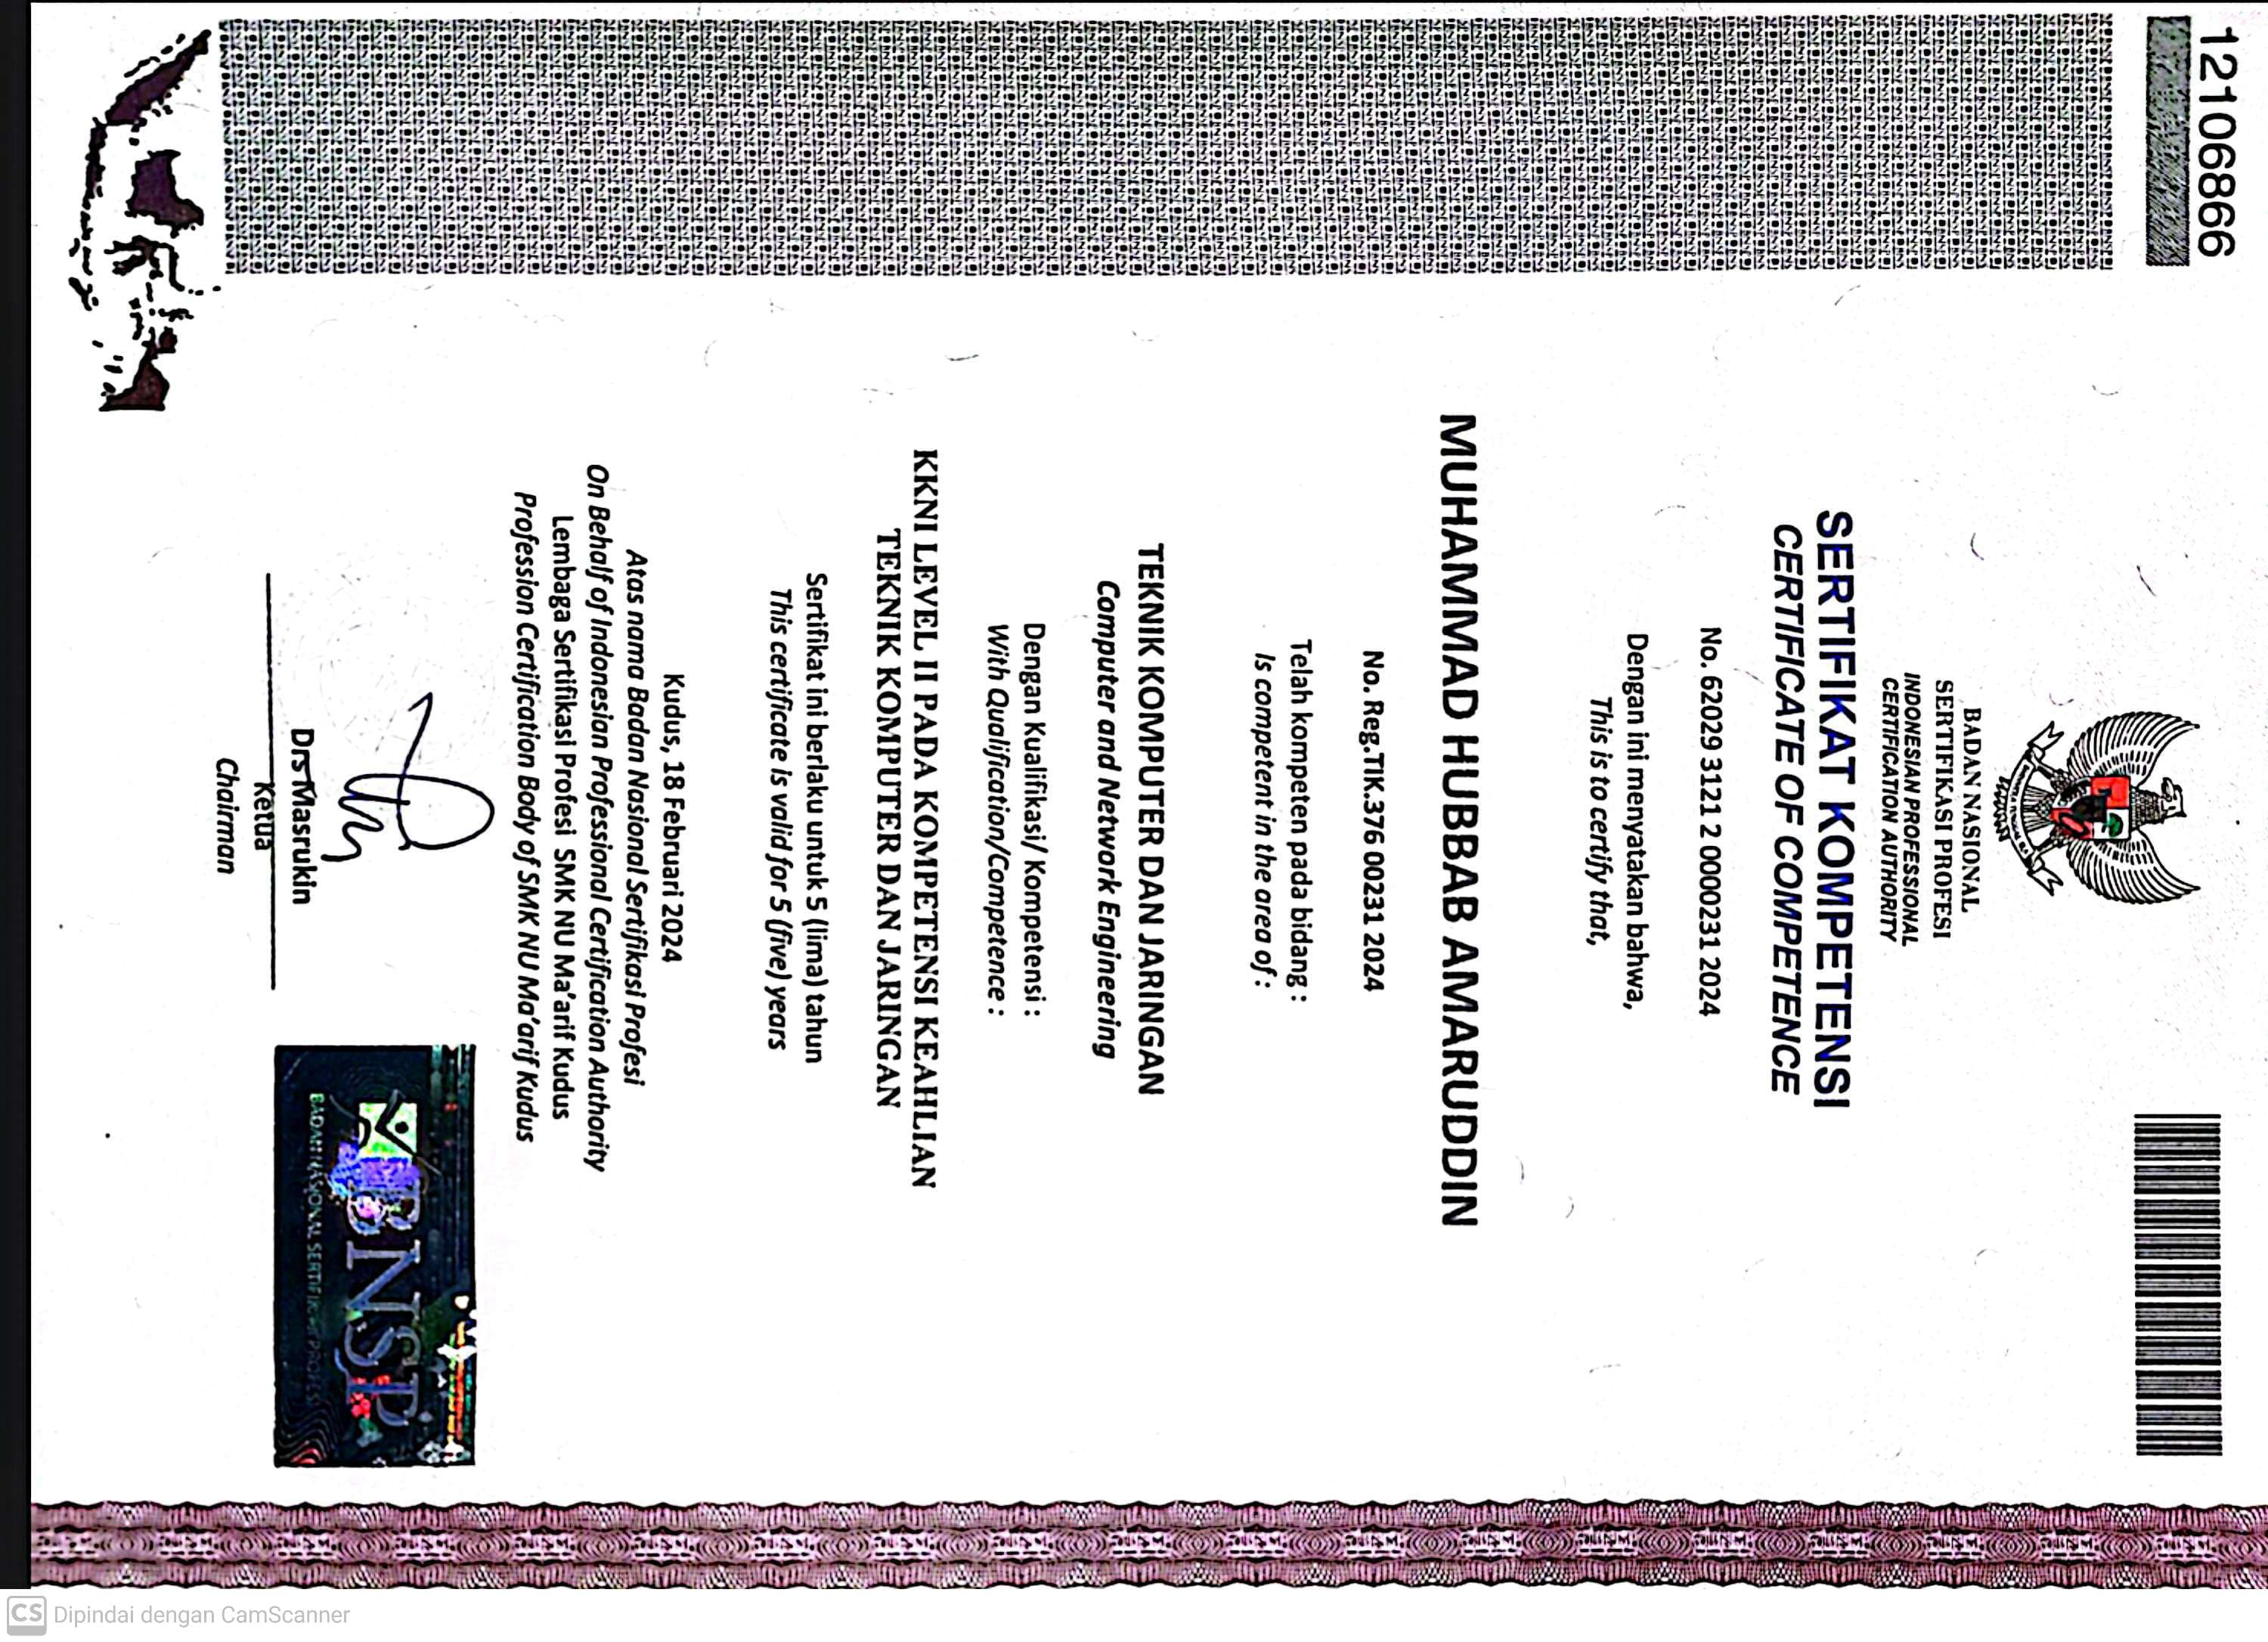 12106866
BADAN NASIONAL
SERTIFIKASI PROFESI
INDONESIAN PROFESSIONAL
CERTIFICATION AUTHORITY
SERTIFIKAT KOMPETENSI
CERTIFICATE OF COMPETENCE
No. 62029 3121 2 0000231 2024
Dengan ini menyatakan bahwa,
This is to certify that,
MUHAMMAD HUBBAB AMARUDDIN
No. Reg.TIK.376 00231 2024
Telah kompeten pada bidang :
Is competent in the area of :
TEKNIK KOMPUTER DAN JARINGAN
Computer and Network Engineering
Dengan Kualifikasi/ Kompetensi :
With Qualification/Competence :
KKNI LEVEL II PADA KOMPETENSI KEAHLIAN
TEKNIK KOMPUTER DAN JARINGAN
Sertifikat ini berlaku untuk 5 (lima) tahun
This certificate is valid for 5 (five) years
Kudus, 18 Februari 2024
Atas nama Badan Nasional Sertifikasi Profesi
On Behalf of Indonesian Professional Certification Authority
Lembaga Sertifikasi Profesi SMK NU Ma'arif Kudus
Profession Certification Body of SMK NU Ma'arif Kudus
Drs Masrukin
Ketua
Chairman
BNSP
BADAN NASIONAL SERTIFIKASI PROFESI
CS Dipindai dengan CamScanner